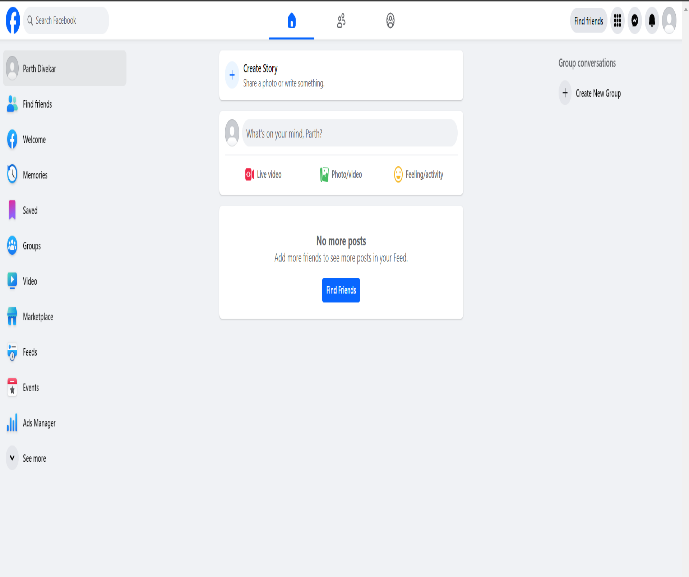 Search Facebook
Find friends
Parth Divekar
Find friends
Welcome
Memories
Saved
Groups
Video
Marketplace
Feeds
Events
Ads Manager
See more
Create Story
Share a photo or write something.
What's on your mind, Parth?
Live video
Photo/video
Feeling/activity
No more posts
Add more friends to see more posts in your Feed.
Find Friends
Group conversations
Create New Group